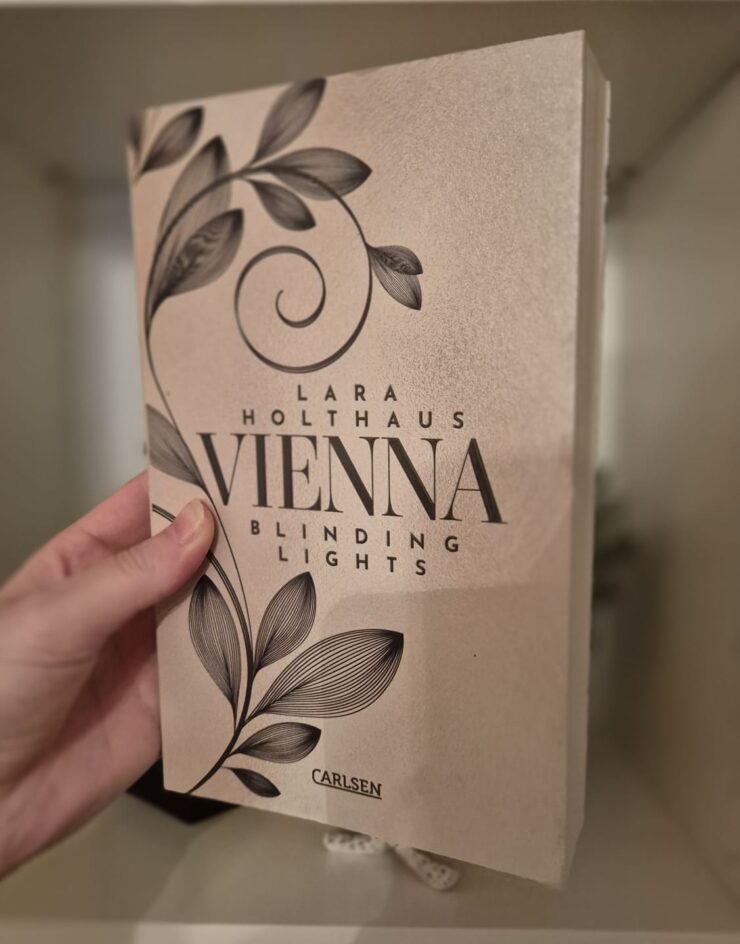 LARA
HOLTHAUS
VIENNA
BLINDING
LIGHTS
CARLSEN